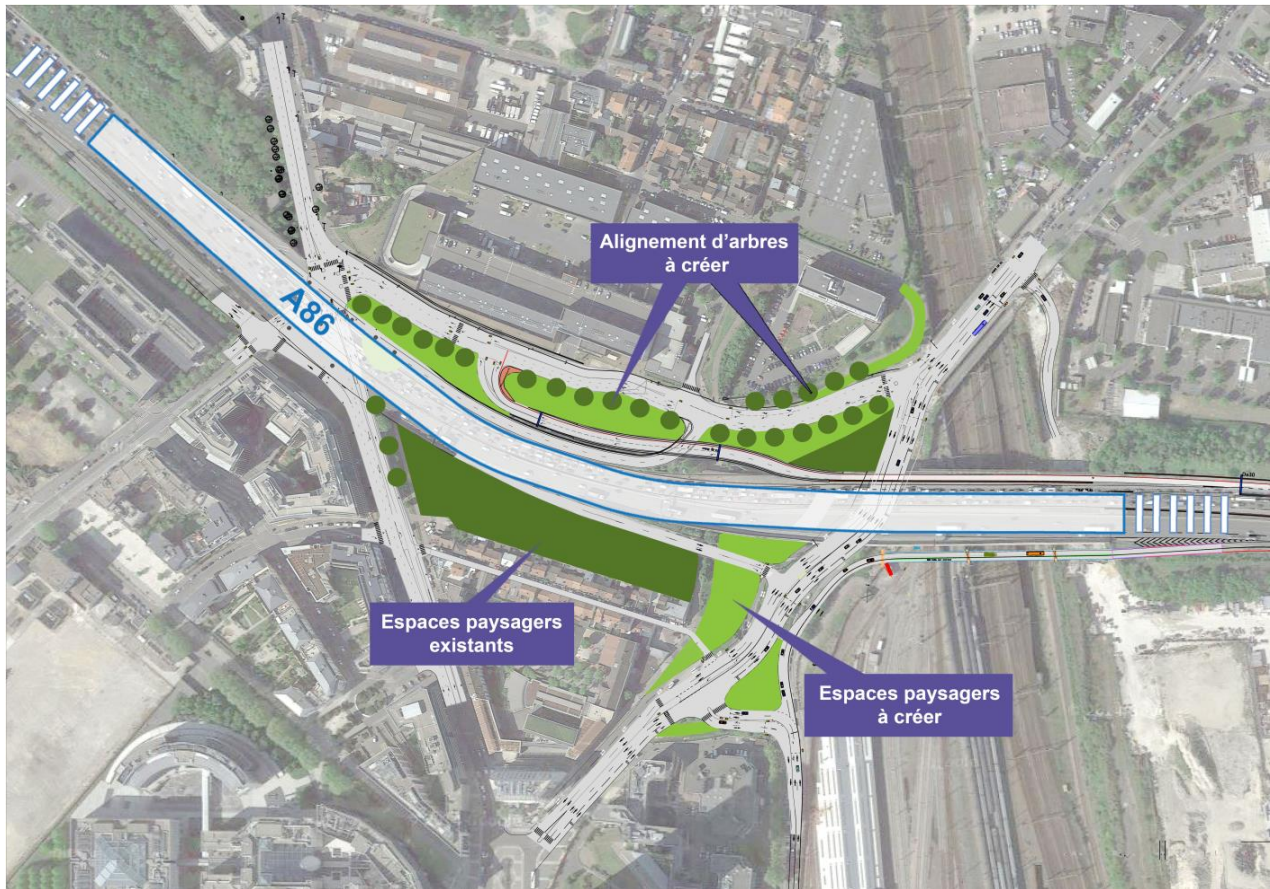 Alignement d'arbres
à créer
A86
Espaces paysagers
existants
Espaces paysagers
à créer